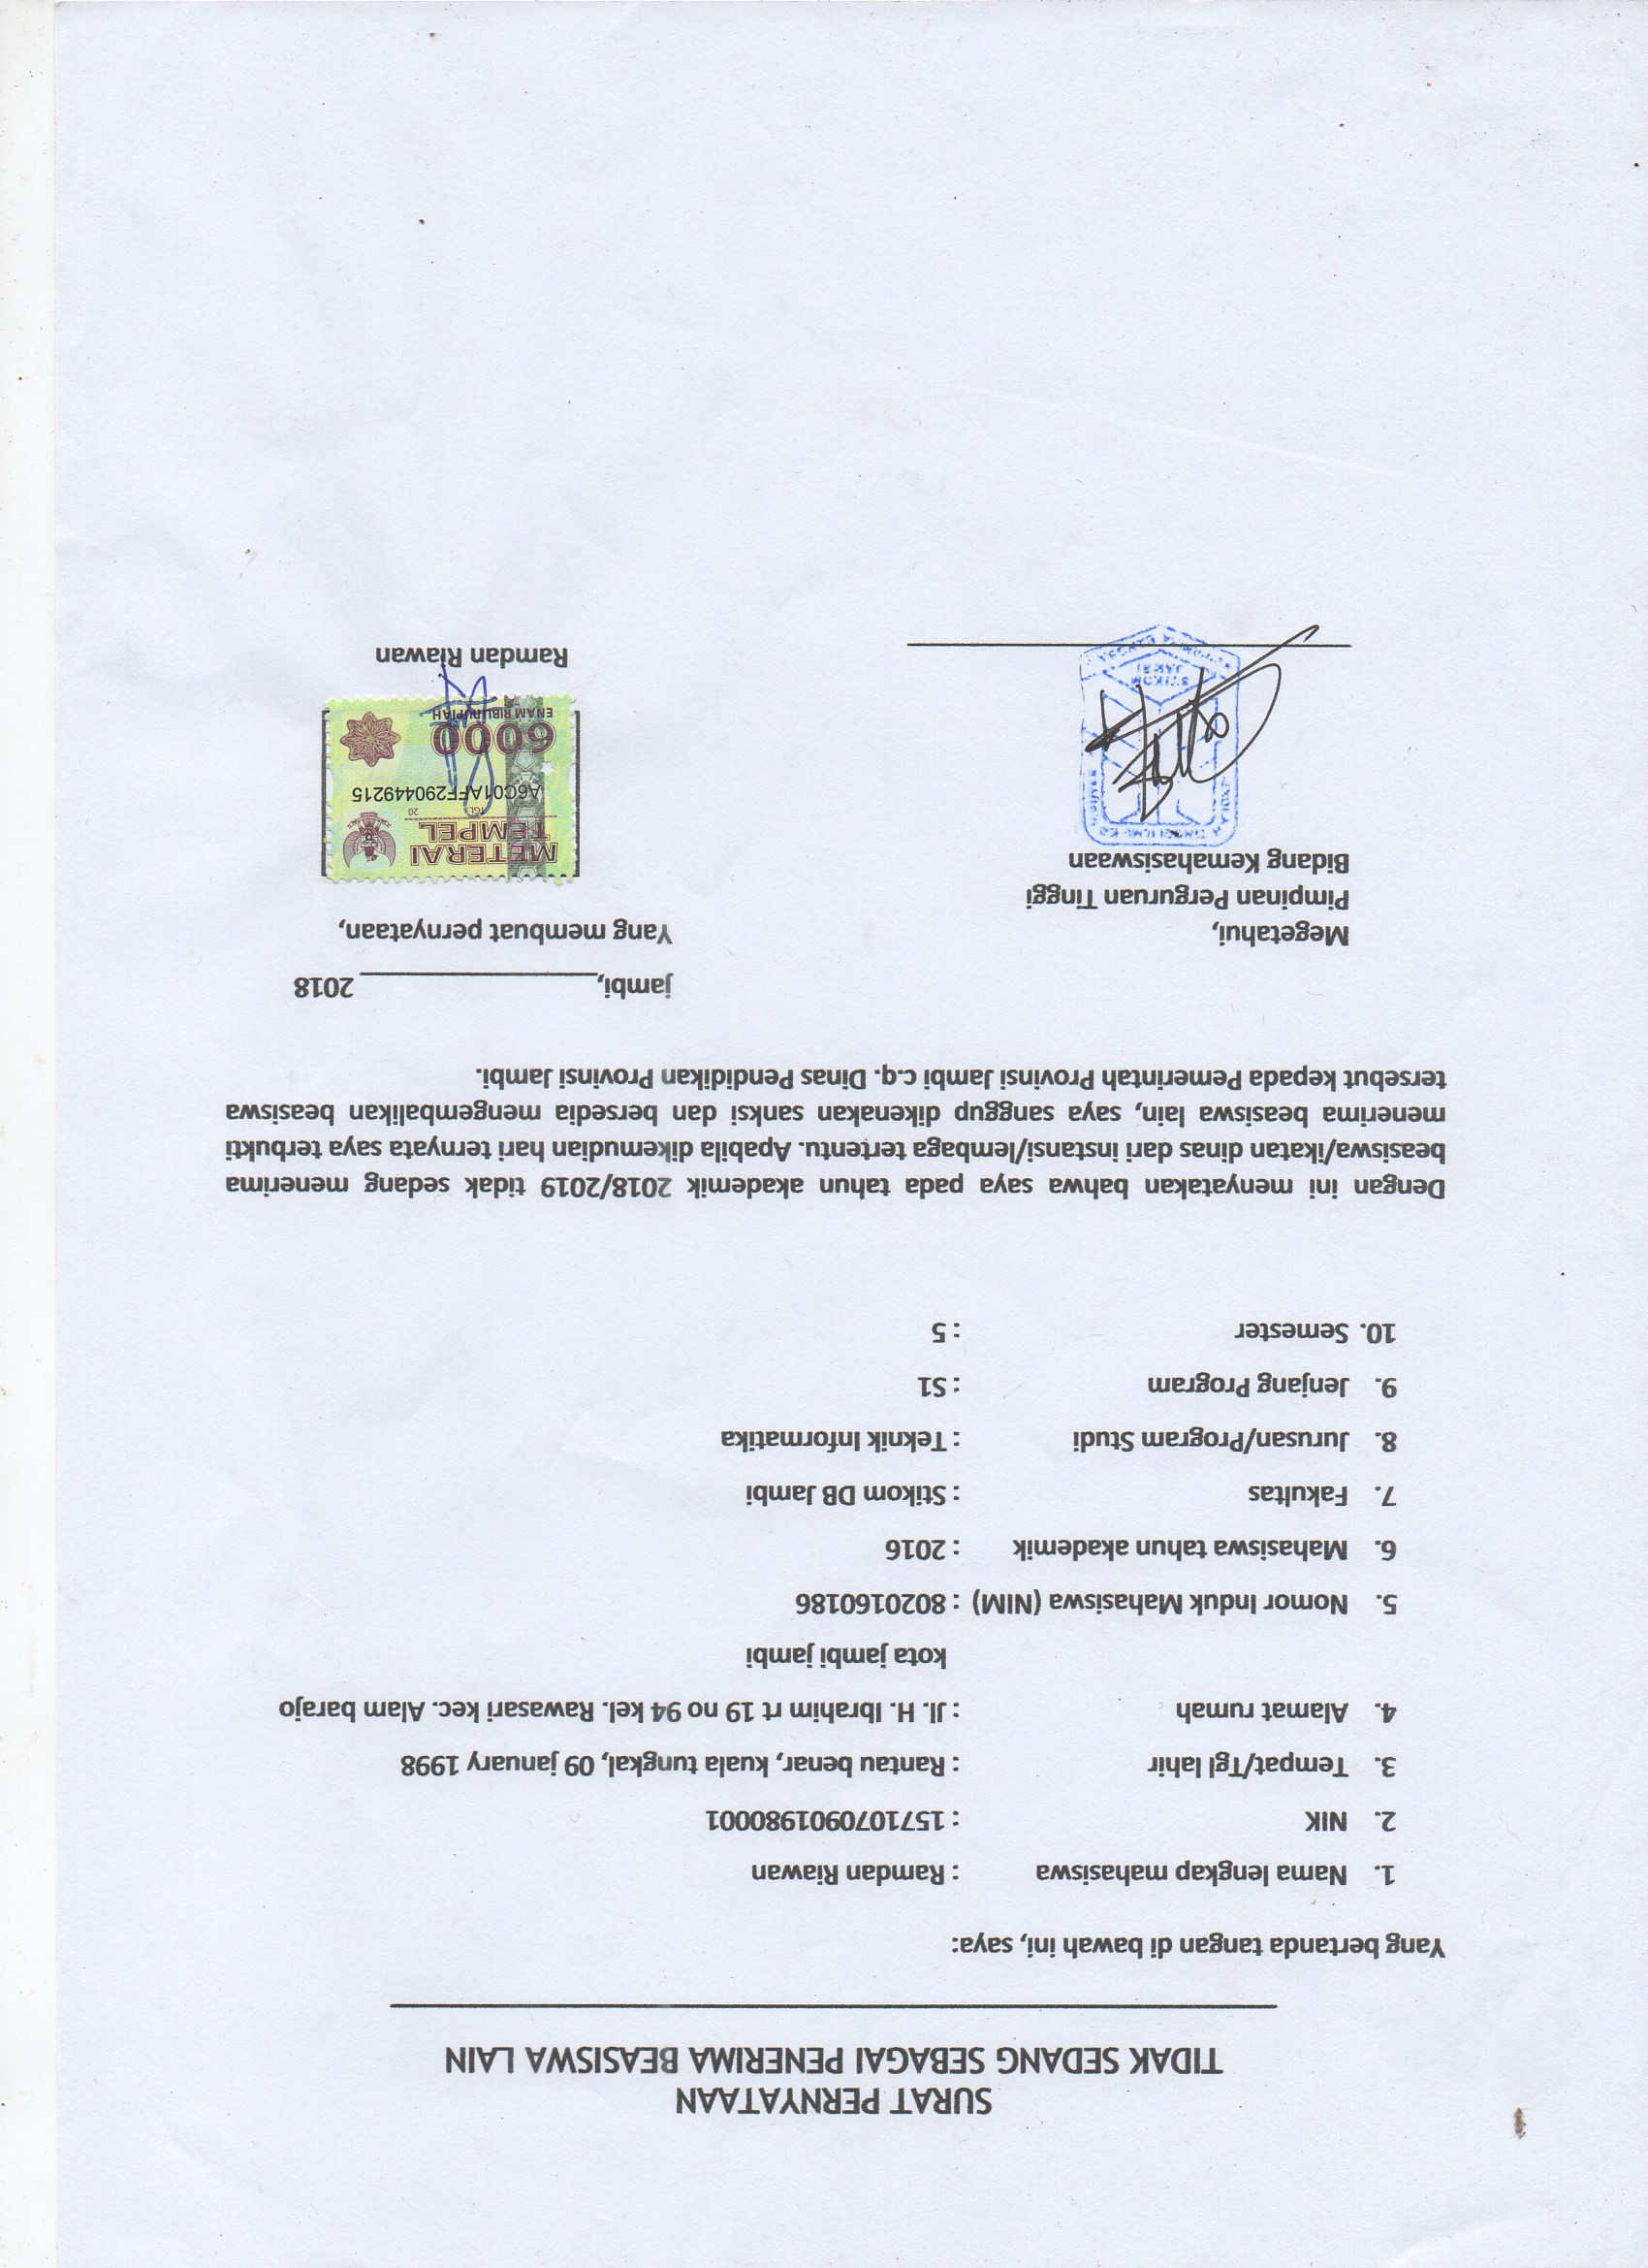 SURAT PERNYATAAN
TIDAK SEDANG SEBAGAI PENERIMA BEASISWA LAIN
Yang bertanda tangan di bawah ini, saya:
1. Nama lengkap mahasiswa : Ramdan Riawan
2. NIK : 1571070901980001
3. Tempat/Tgl lahir : Rantau benar, kuala tungkal, 09 january 1998
4. Alamat rumah : Jl. H. Ibrahim rt 19 no 94 kel. Rawasari kec. Alam barajo
kota jambi jambi
5. Nomor Induk Mahasiswa (NIM) : 8020160186
6. Mahasiswa tahun akademik : 2016
7. Fakultas : Stikom DB Jambi
8. Jurusan/Program Studi : Teknik Informatika
9. Jenjang Program : S1
10. Semester : 5
Dengan ini menyatakan bahwa saya pada tahun akademik 2018/2019 tidak sedang menerima
beasiswa/ikatan dinas dari instansi/lembaga tertentu. Apabila dikemudian hari ternyata saya terbukti
menerima beasiswa lain, saya sanggup dikenakan sanksi dan bersedia mengembalikan beasiswa
tersebut kepada Pemerintah Provinsi Jambi c.q. Dinas Pendidikan Provinsi Jambi.
jambi,________________ 2018
Megetahui,
Pimpinan Perguruan Tinggi
Bidang Kemahasiswaan
STIKOM
Yang membuat pernyataan,
METERAI
TEMPEL
TGL 20
A6C01AFF290449215
6000
ENAM RIBU RUPIAH
Ramdan Riawan